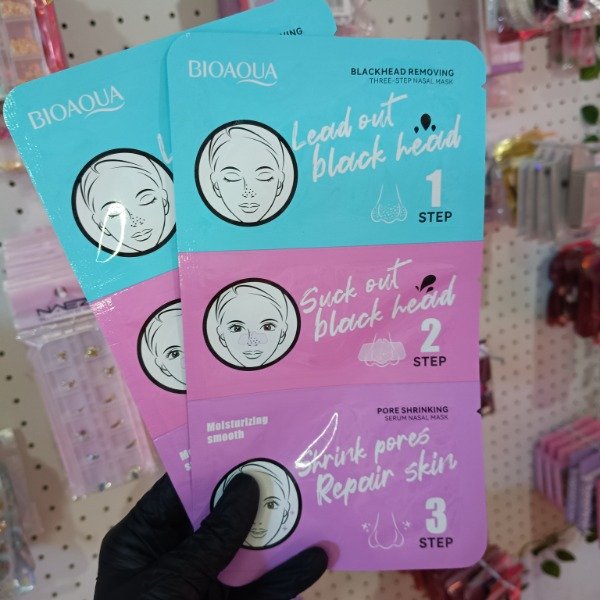 BIOAQUA
BIOAQUA
BLACKHEAD REMOVING
THREE-STEP NASAL MASK
Lead out
black head
1
STEP
Suck out
black head
2
STEP
Moisturizing
smooth
PORE SHRINKING
SERUM NASAL MASK
Shrink pores
Repair skin
3
STEP